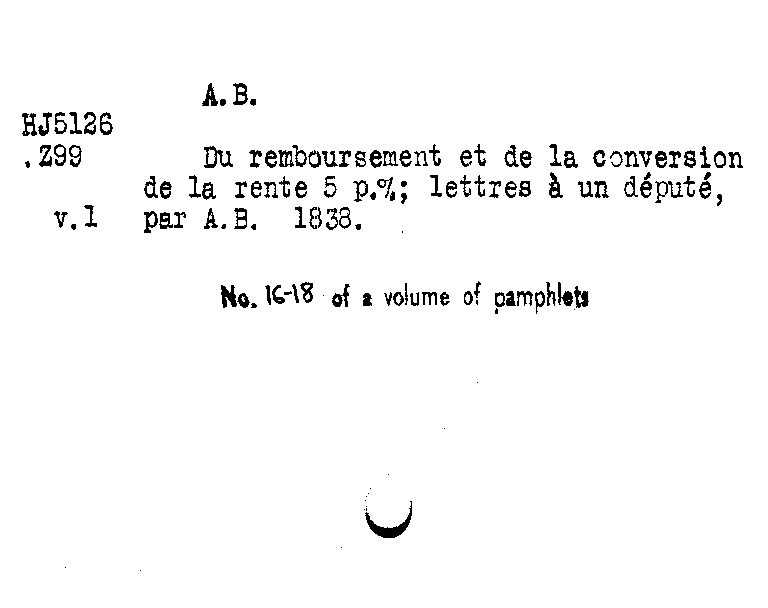 A.B.
HJ5126
.Z99 Du remboursement et de la conversion
de la rente 5 p.%; lettres à un député,
v.1 par A.B. 1838.
No. 16-18 of a volume of pamphlets